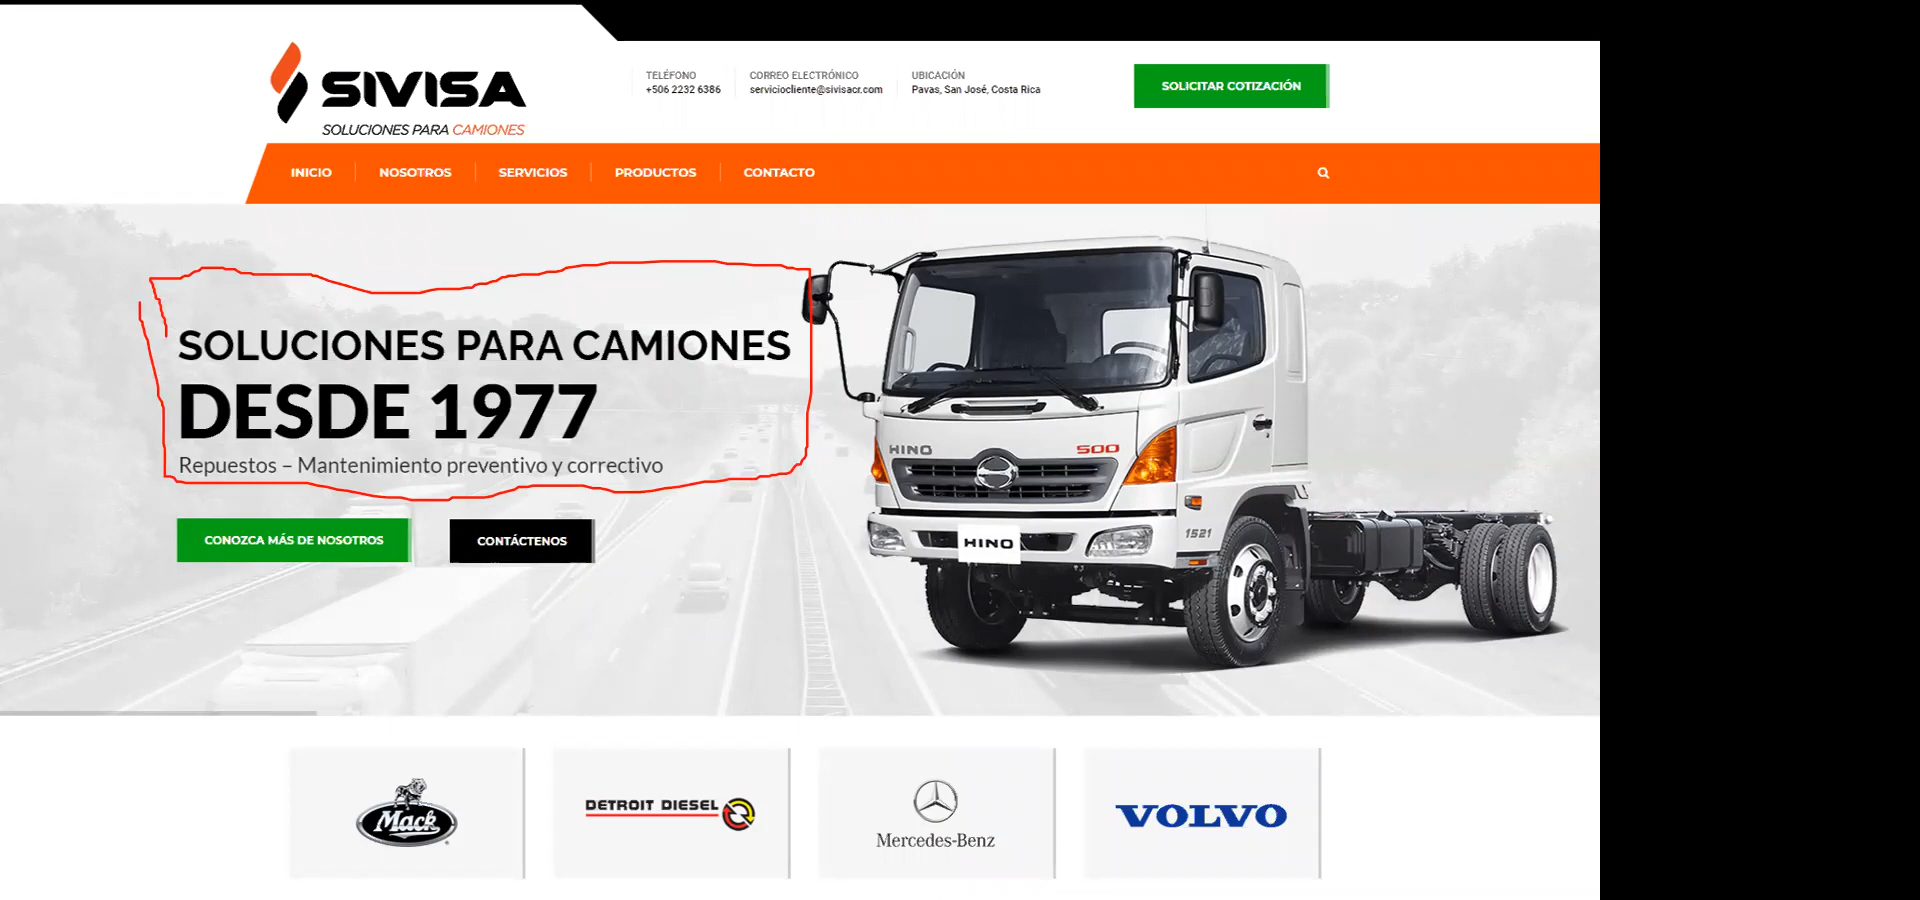 SIVISA
SOLUCIONES PARA CAMIONES
TELÉFONO
+506 2232 6386
CORREO ELECTRÓNICO
serviciocliente@sivisacr.com
UBICACIÓN
Pavas, San José, Costa Rica
SOLICITAR COTIZACIÓN
INICIO NOSOTROS SERVICIOS PRODUCTOS CONTACTO
SOLUCIONES PARA CAMIONES
DESDE 1977
Repuestos – Mantenimiento preventivo y correctivo
CONOZCA MÁS DE NOSOTROS
CONTÁCTENOS
HINO
500
1521
HINO
Mack
DETROIT DIESEL
Mercedes-Benz
VOLVO